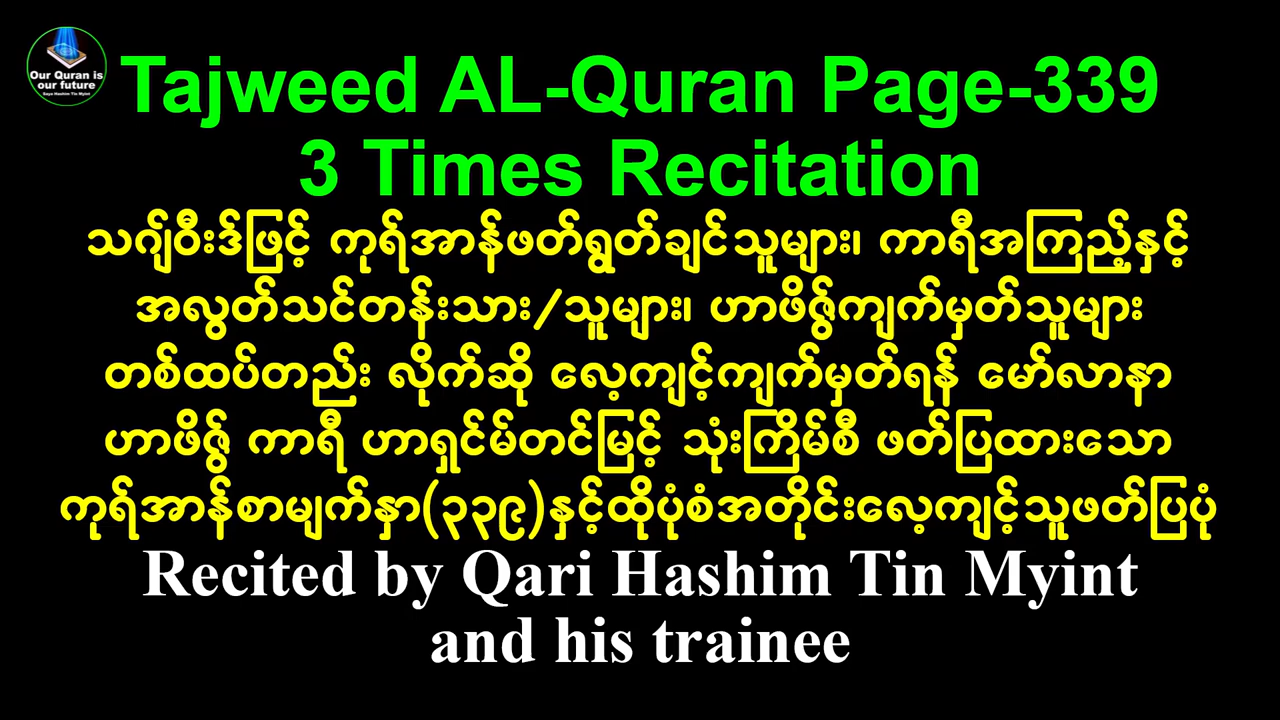 Our Quran is
our future
Saya Hashim Tin Myint
Tajweed AL-Quran Page-339
3 Times Recitation
သဂျ်ဝီးဒ်ဖြင့် ကုရ်အာန်ဖတ်ရွတ်ချင်သူများ၊ ကာရီအကြည့်နှင့်
အလွတ်သင်တန်းသား/သူများ၊ ဟာဖိဇွ်ကျက်မှတ်သူများ
တစ်ထပ်တည်း လိုက်ဆို လေ့ကျင့်ကျက်မှတ်ရန် မော်လာနာ
ဟာဖိဇွ် ကာရီ ဟာရှင်မ်တင်မြင့် သုံးကြိမ်စီ ဖတ်ပြထားသော
ကုရ်အာန်စာမျက်နှာ(၃၃၉)နှင့်ထိုပုံစံအတိုင်းလေ့ကျင့်သူဖတ်ပြပုံ
Recited by Qari Hashim Tin Myint
and his trainee